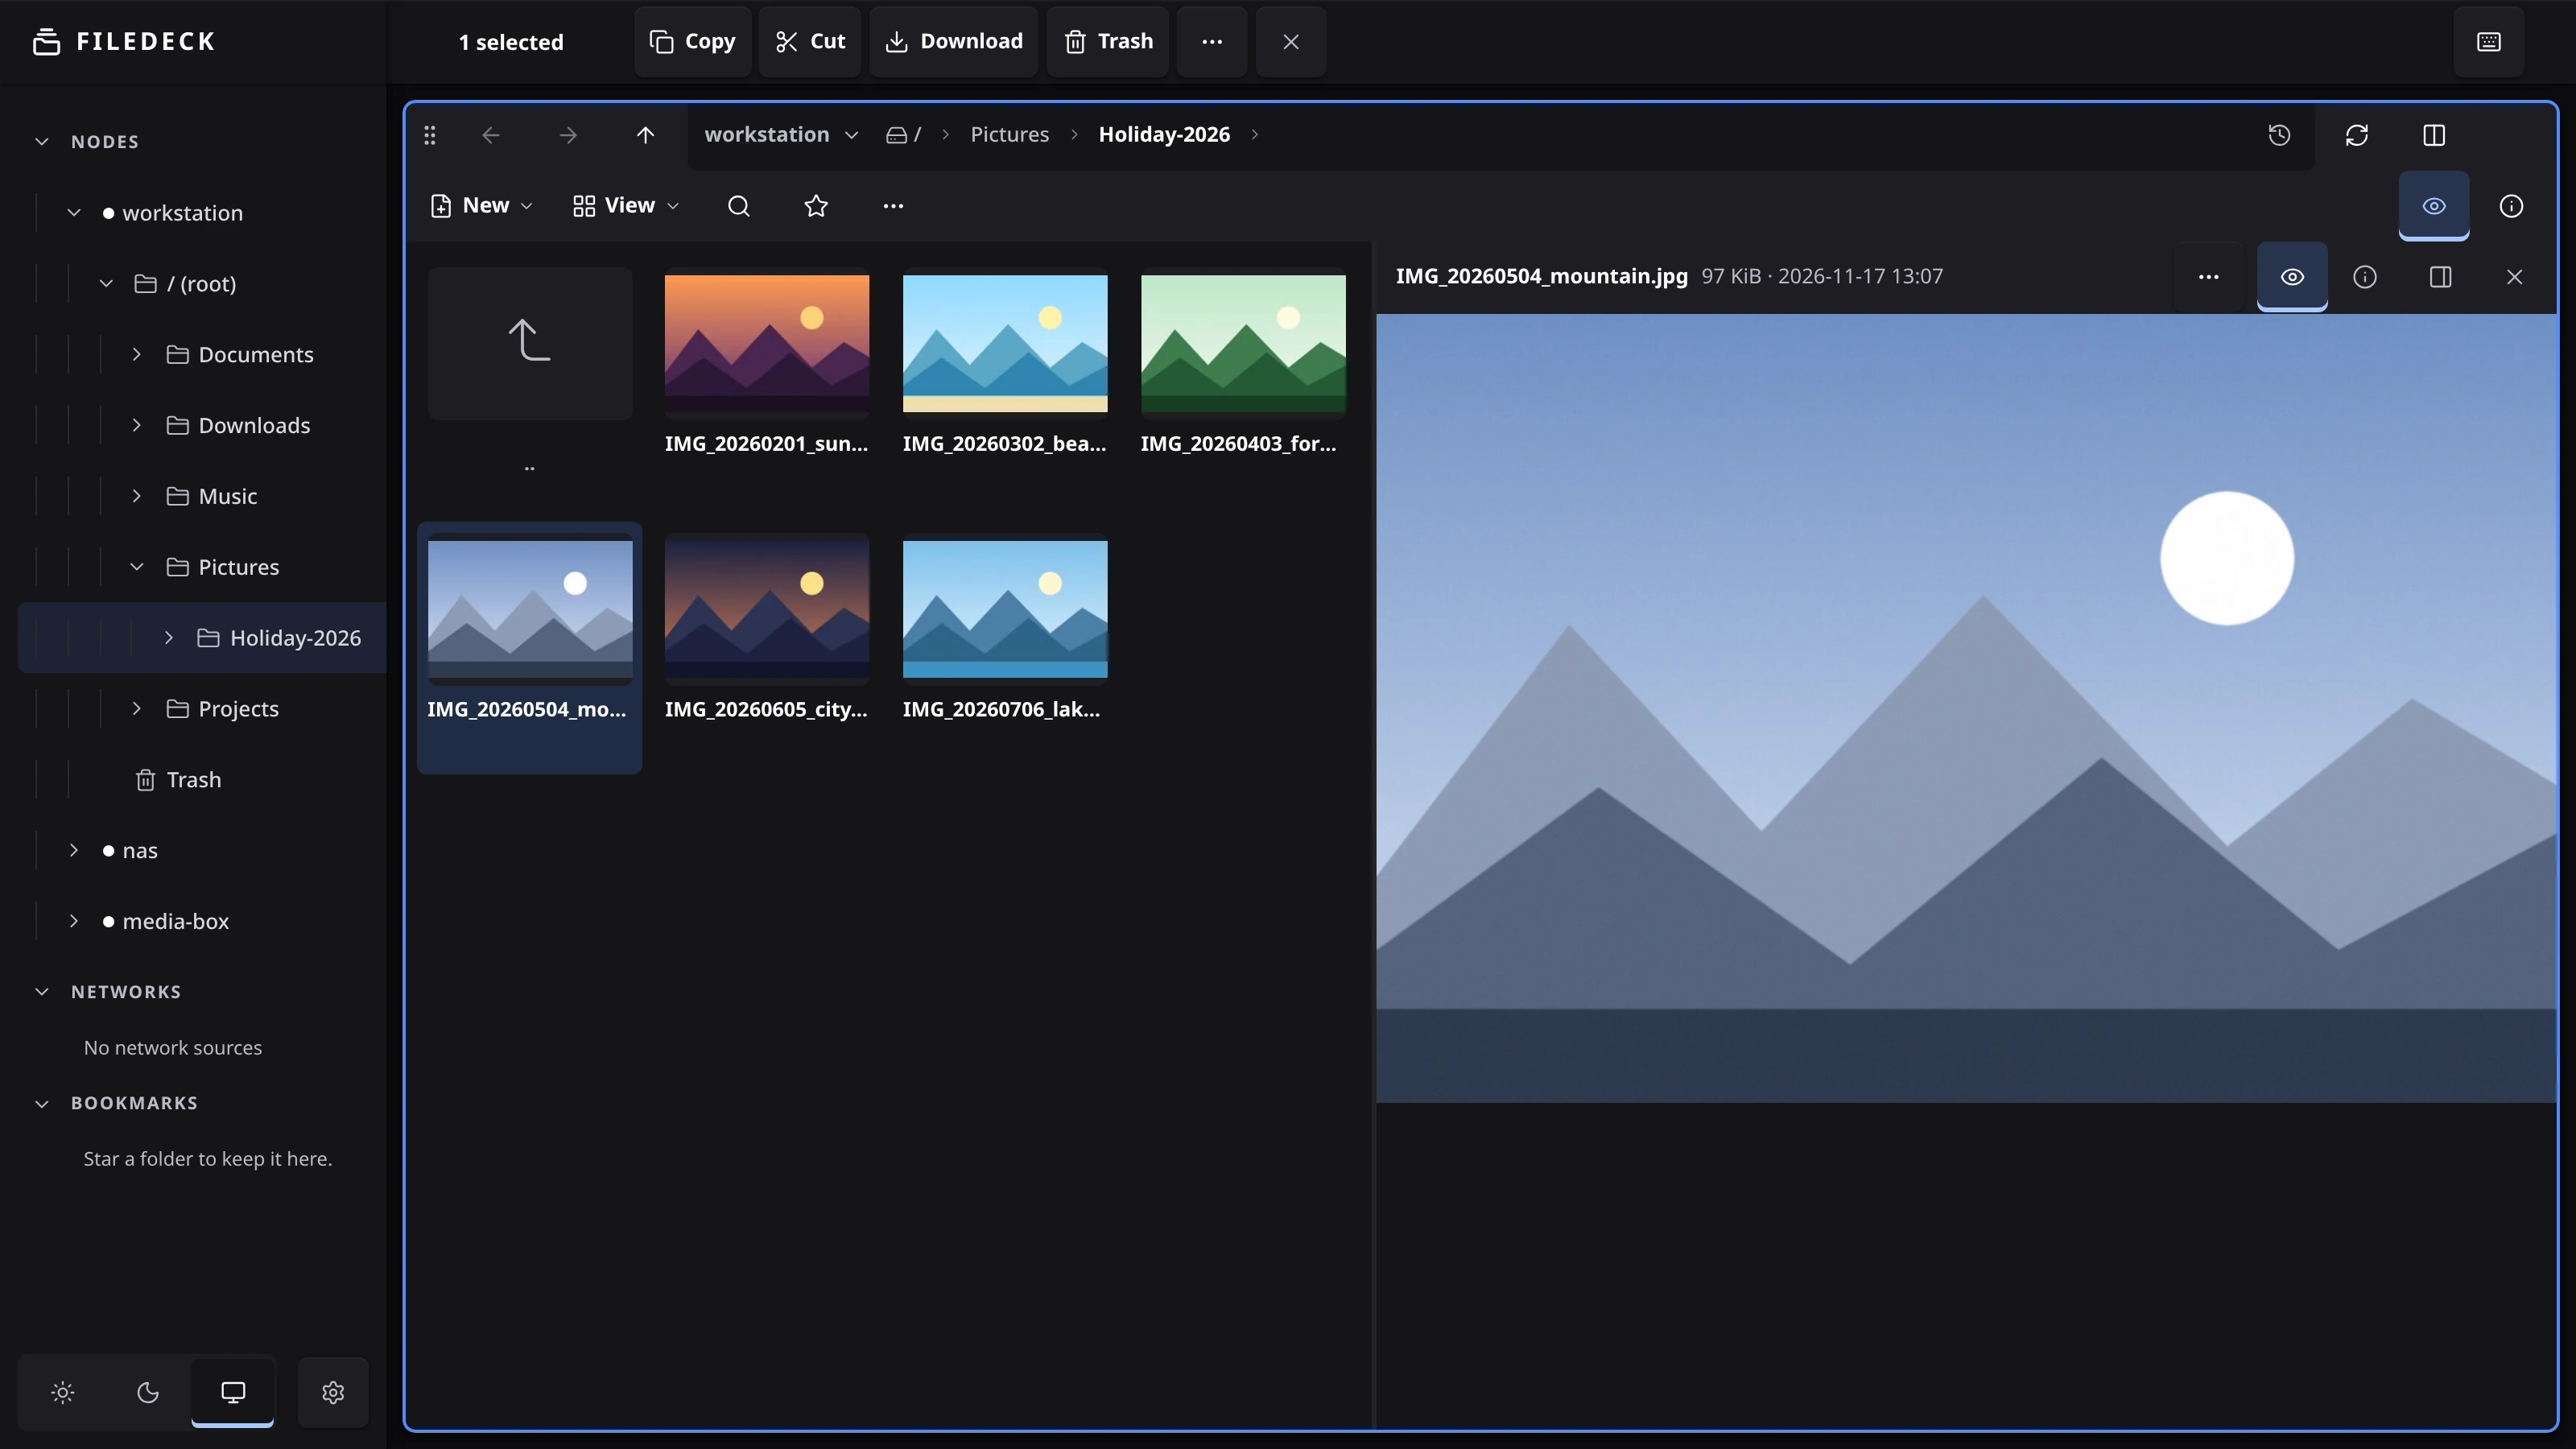 FILEDECK
1 selected
Copy
Cut
Download
Trash
NODES
workstation
/ (root)
Documents
Downloads
Music
Pictures
Holiday-2026
Projects
Trash
nas
media-box
NETWORKS
No network sources
BOOKMARKS
Star a folder to keep it here.
workstation / Pictures Holiday-2026
New View
..
IMG_20260201_sun...
IMG_20260302_bea...
IMG_20260403_for...
IMG_20260504_mo...
IMG_20260605_city...
IMG_20260706_lak...
IMG_20260504_mountain.jpg 97 KiB · 2026-11-17 13:07